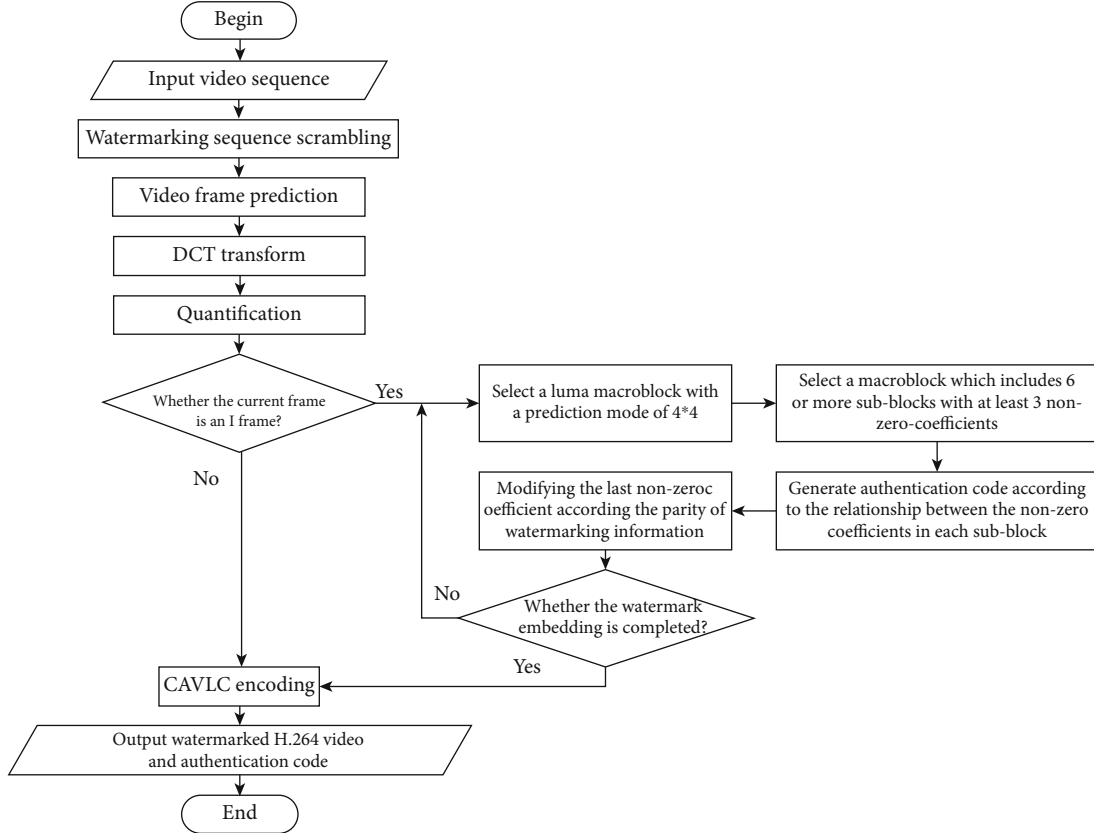 Begin
Input video sequence
Watermarking sequence scrambling
Video frame prediction
DCT transform
Quantification
Whether the current frame
is an I frame?
Yes
No
Select a luma macroblock with
a prediction mode of 4*4
Select a macroblock which includes 6
or more sub-blocks with at least 3 non-
zero-coefficients
Generate authentication code according
to the relationship between the non-zero
coefficients in each sub-block
Modifying the last non-zeroc
oefficient according the parity of
watermarking information
Whether the watermark
embedding is completed?
No
Yes
CAVLC encoding
Output watermarked H.264 video
and authentication code
End